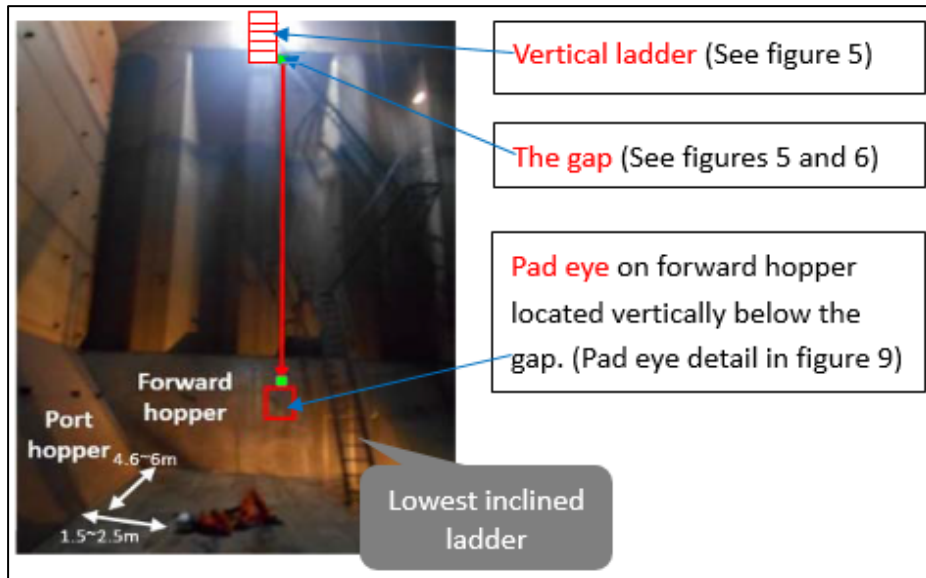 Vertical ladder (See figure 5)
The gap (See figures 5 and 6)
Pad eye on forward hopper
located vertically below the
gap. (Pad eye detail in figure 9)
Forward
hopper
Port
hopper
4.6~6m
1.5~2.5m
Lowest inclined
ladder